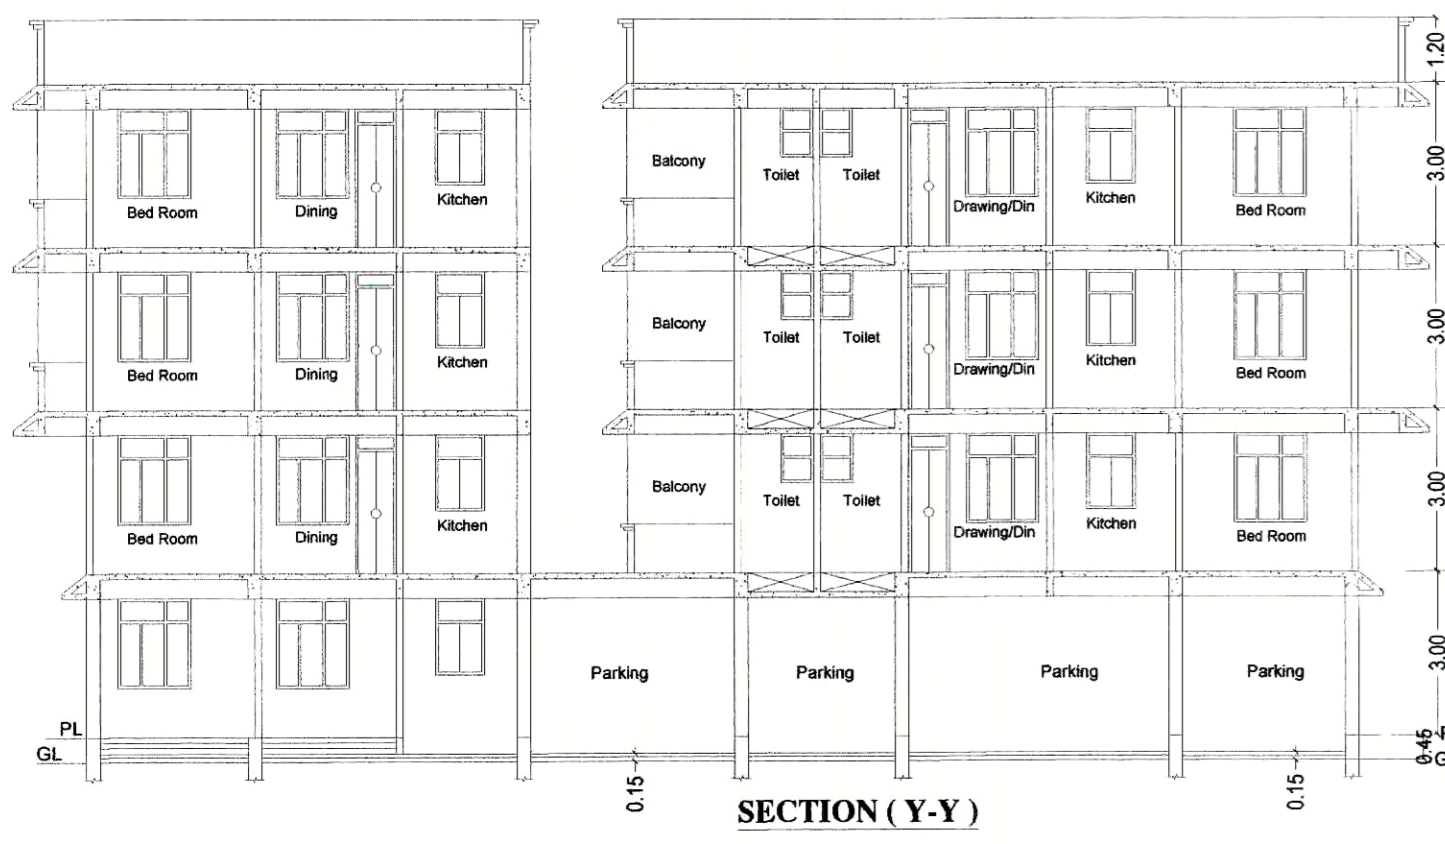 1.20
Balcony Toilet Toilet 3.00
Bed Room Dining Kitchen Drawing/Din Kitchen Bed Room
Balcony Toilet Toilet 3.00
Bed Room Dining Kitchen Drawing/Din Kitchen Bed Room
Balcony Toilet Toilet 3.00
Bed Room Dining Kitchen Drawing/Din Kitchen Bed Room
Parking Parking Parking Parking 3.00
PL
GL 0.45
0.15 0.15
SECTION ( Y-Y )